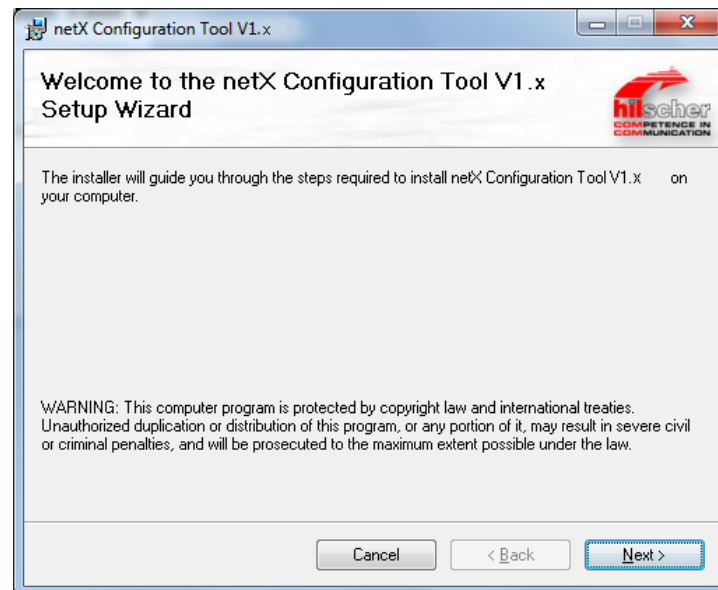 netX Configuration Tool V1.x
Welcome to the netX Configuration Tool V1.x
Setup Wizard
hilscher
COMPETENCE IN
COMMUNICATION
The installer will guide you through the steps required to install netX Configuration Tool V1.x on
your computer.
WARNING: This computer program is protected by copyright law and international treaties.
Unauthorized duplication or distribution of this program, or any portion of it, may result in severe civil
or criminal penalties, and will be prosecuted to the maximum extent possible under the law.
Cancel
< Back
Next >